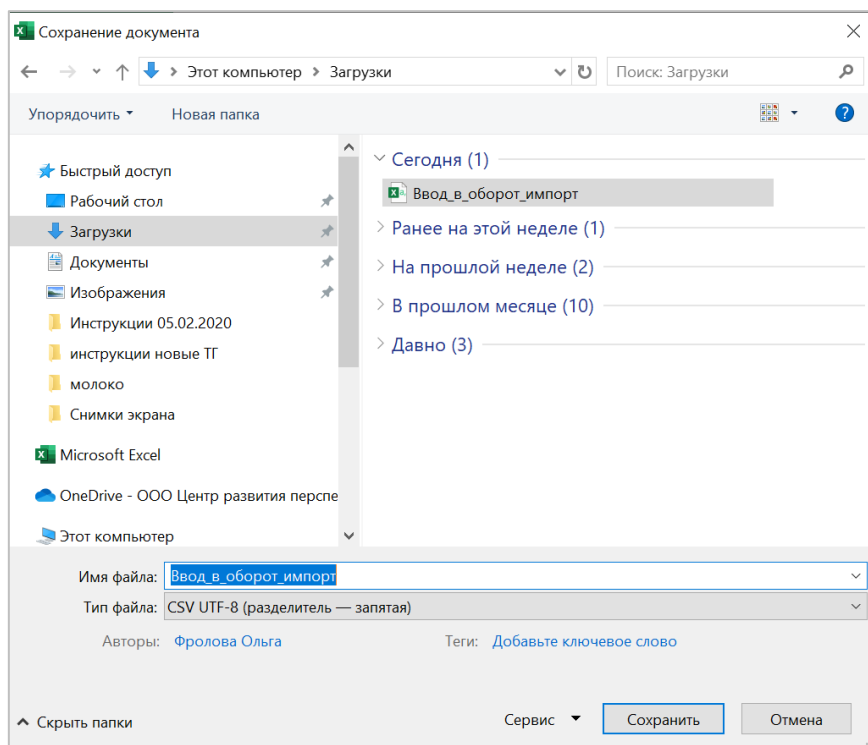 Сохранение документа
Этот компьютер > Загрузки
Поиск: Загрузки
Упорядочить
Новая папка
Быстрый доступ
Рабочий стол
Загрузки
Документы
Изображения
Инструкции 05.02.2020
инструкции новые ТГ
молоко
Снимки экрана
Microsoft Excel
OneDrive - ООО Центр развития перспе
Этот компьютер
Сегодня (1)
Ввод_в_оборот_импорт
Ранее на этой неделе (1)
На прошлой неделе (2)
В прошлом месяце (10)
Давно (3)
Имя файла: Ввод_в_оборот_импорт
Тип файла: CSV UTF-8 (разделитель — запятая)
Авторы: Фролова Ольга
Теги: Добавьте ключевое слово
Скрыть папки
Сервис
Сохранить
Отмена